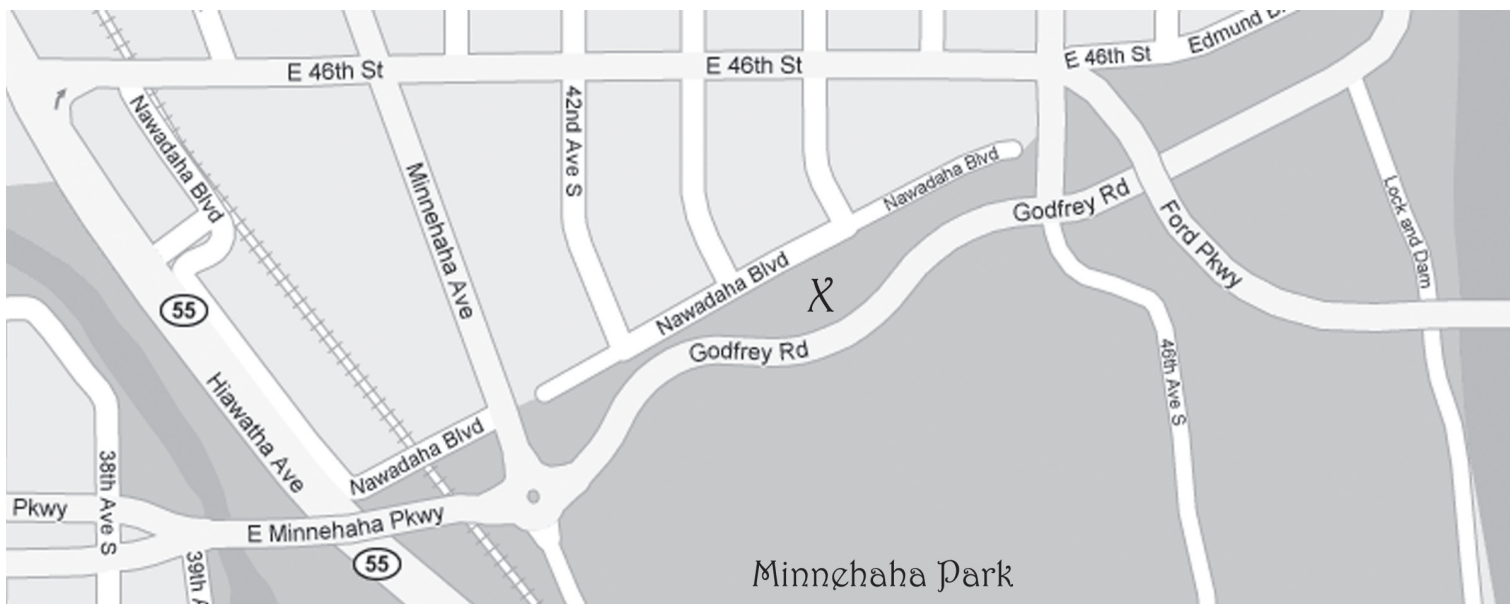 E 46th St
E 46th St
E 46th St
Edmund
Nawadaha Blvd
42nd Ave S
Minnehaha Ave
Nawadaha Blvd
Godfrey Rd
Lock and Dam
Ford Pkwy
Nawadaha Blvd
X
55
Godfrey Rd
46th Ave S
Hiawatha Ave
Nawadaha Blvd
38th Ave S
Pkwy
E Minnehaha Pkwy
55
39th
Minnehaha Park